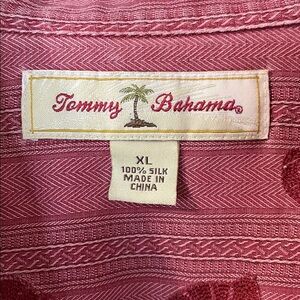 Tommy Bahama®
XL
100% SILK
MADE IN
CHINA